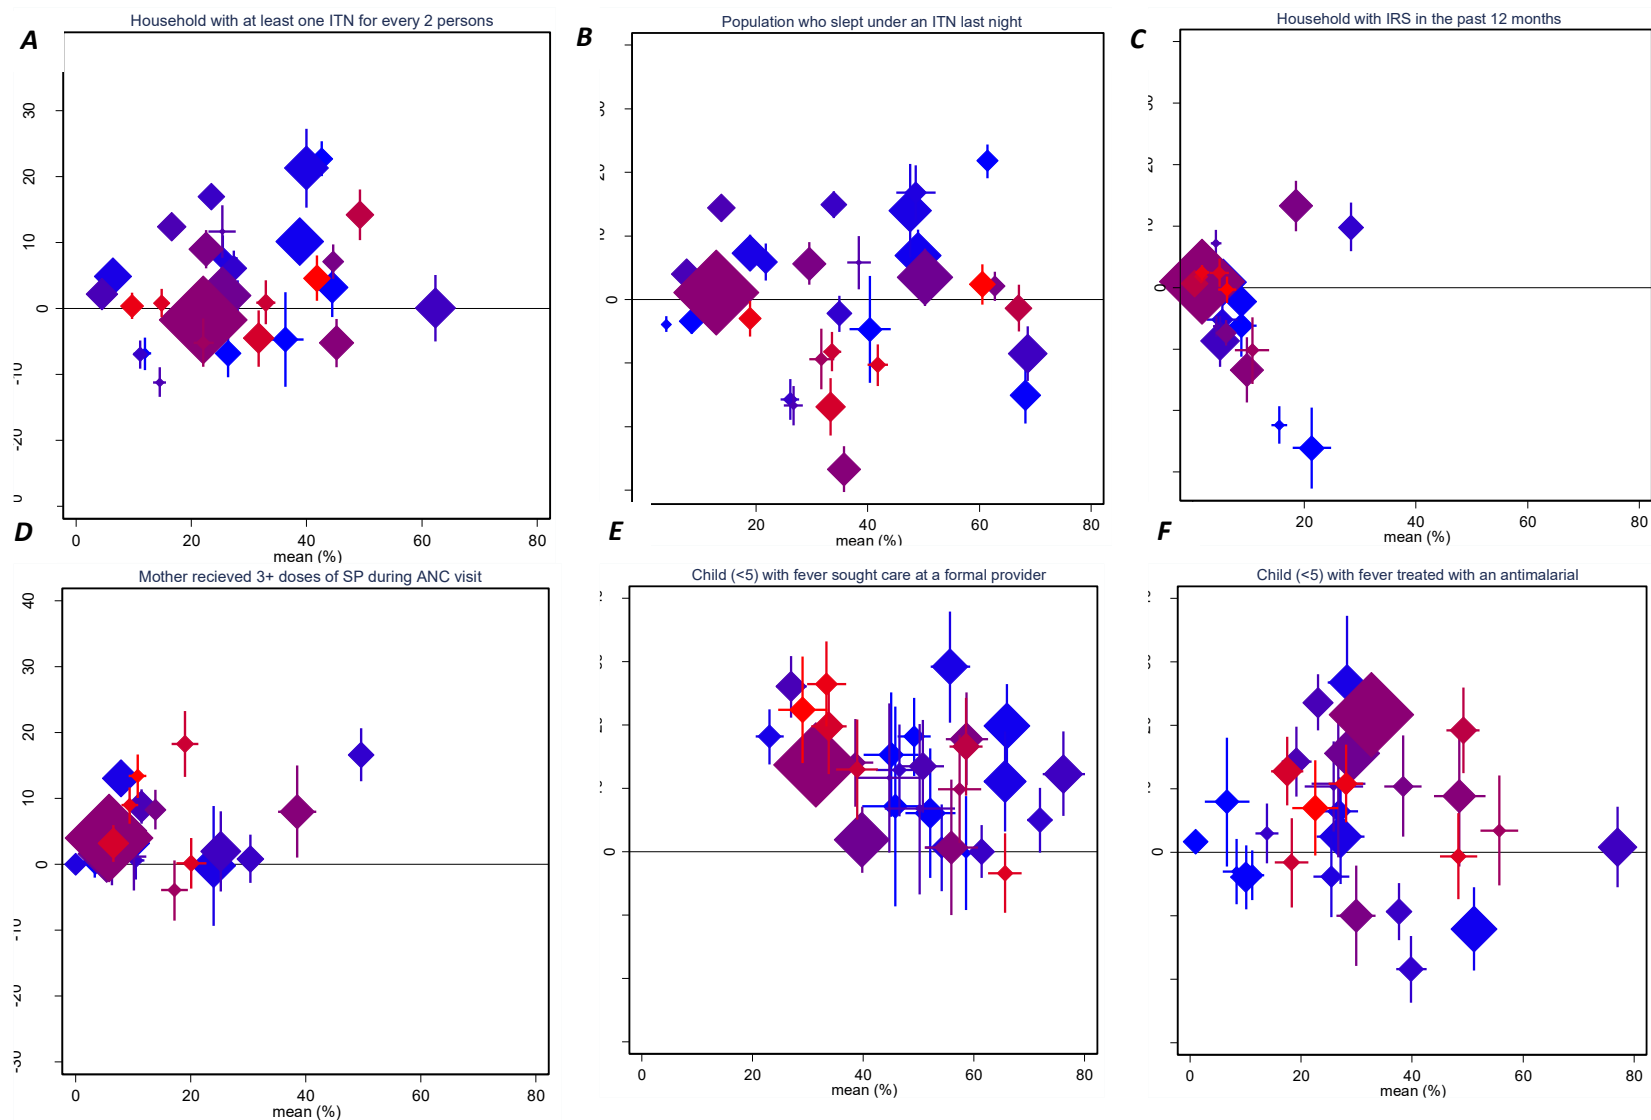 Household with at least one ITN for every 2 persons
Population who slept under an ITN last night
Household with IRS in the past 12 months
A
B
C
30
20
10
0
-10
0
0
20
40
60
80
mean (%)
0
20
40
60
80
mean (%)
0
20
40
60
80
mean (%)
D
E
F
Mother recieved 3+ doses of SP during ANC visit
Child (<5) with fever sought care at a formal provider
Child (<5) with fever treated with an antimalarial
40
30
20
10
0
-20
0
20
40
60
80
mean (%)
0
0
20
40
60
80
mean (%)
0
0
20
40
60
80
mean (%)